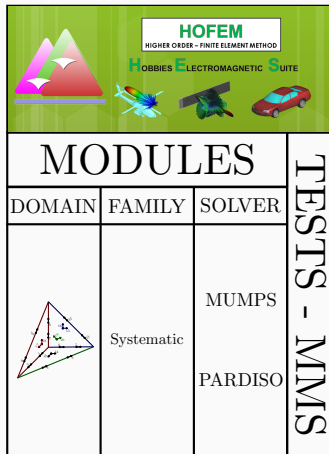 HOFEM
HIGHER ORDER – FINITE ELEMENT METHOD
HOBBIES ELECTROMAGNETIC SUITE
MODULES
DOMAIN FAMILY SOLVER
Systematic
MUMPS
PARDISO
TESTS - MMS